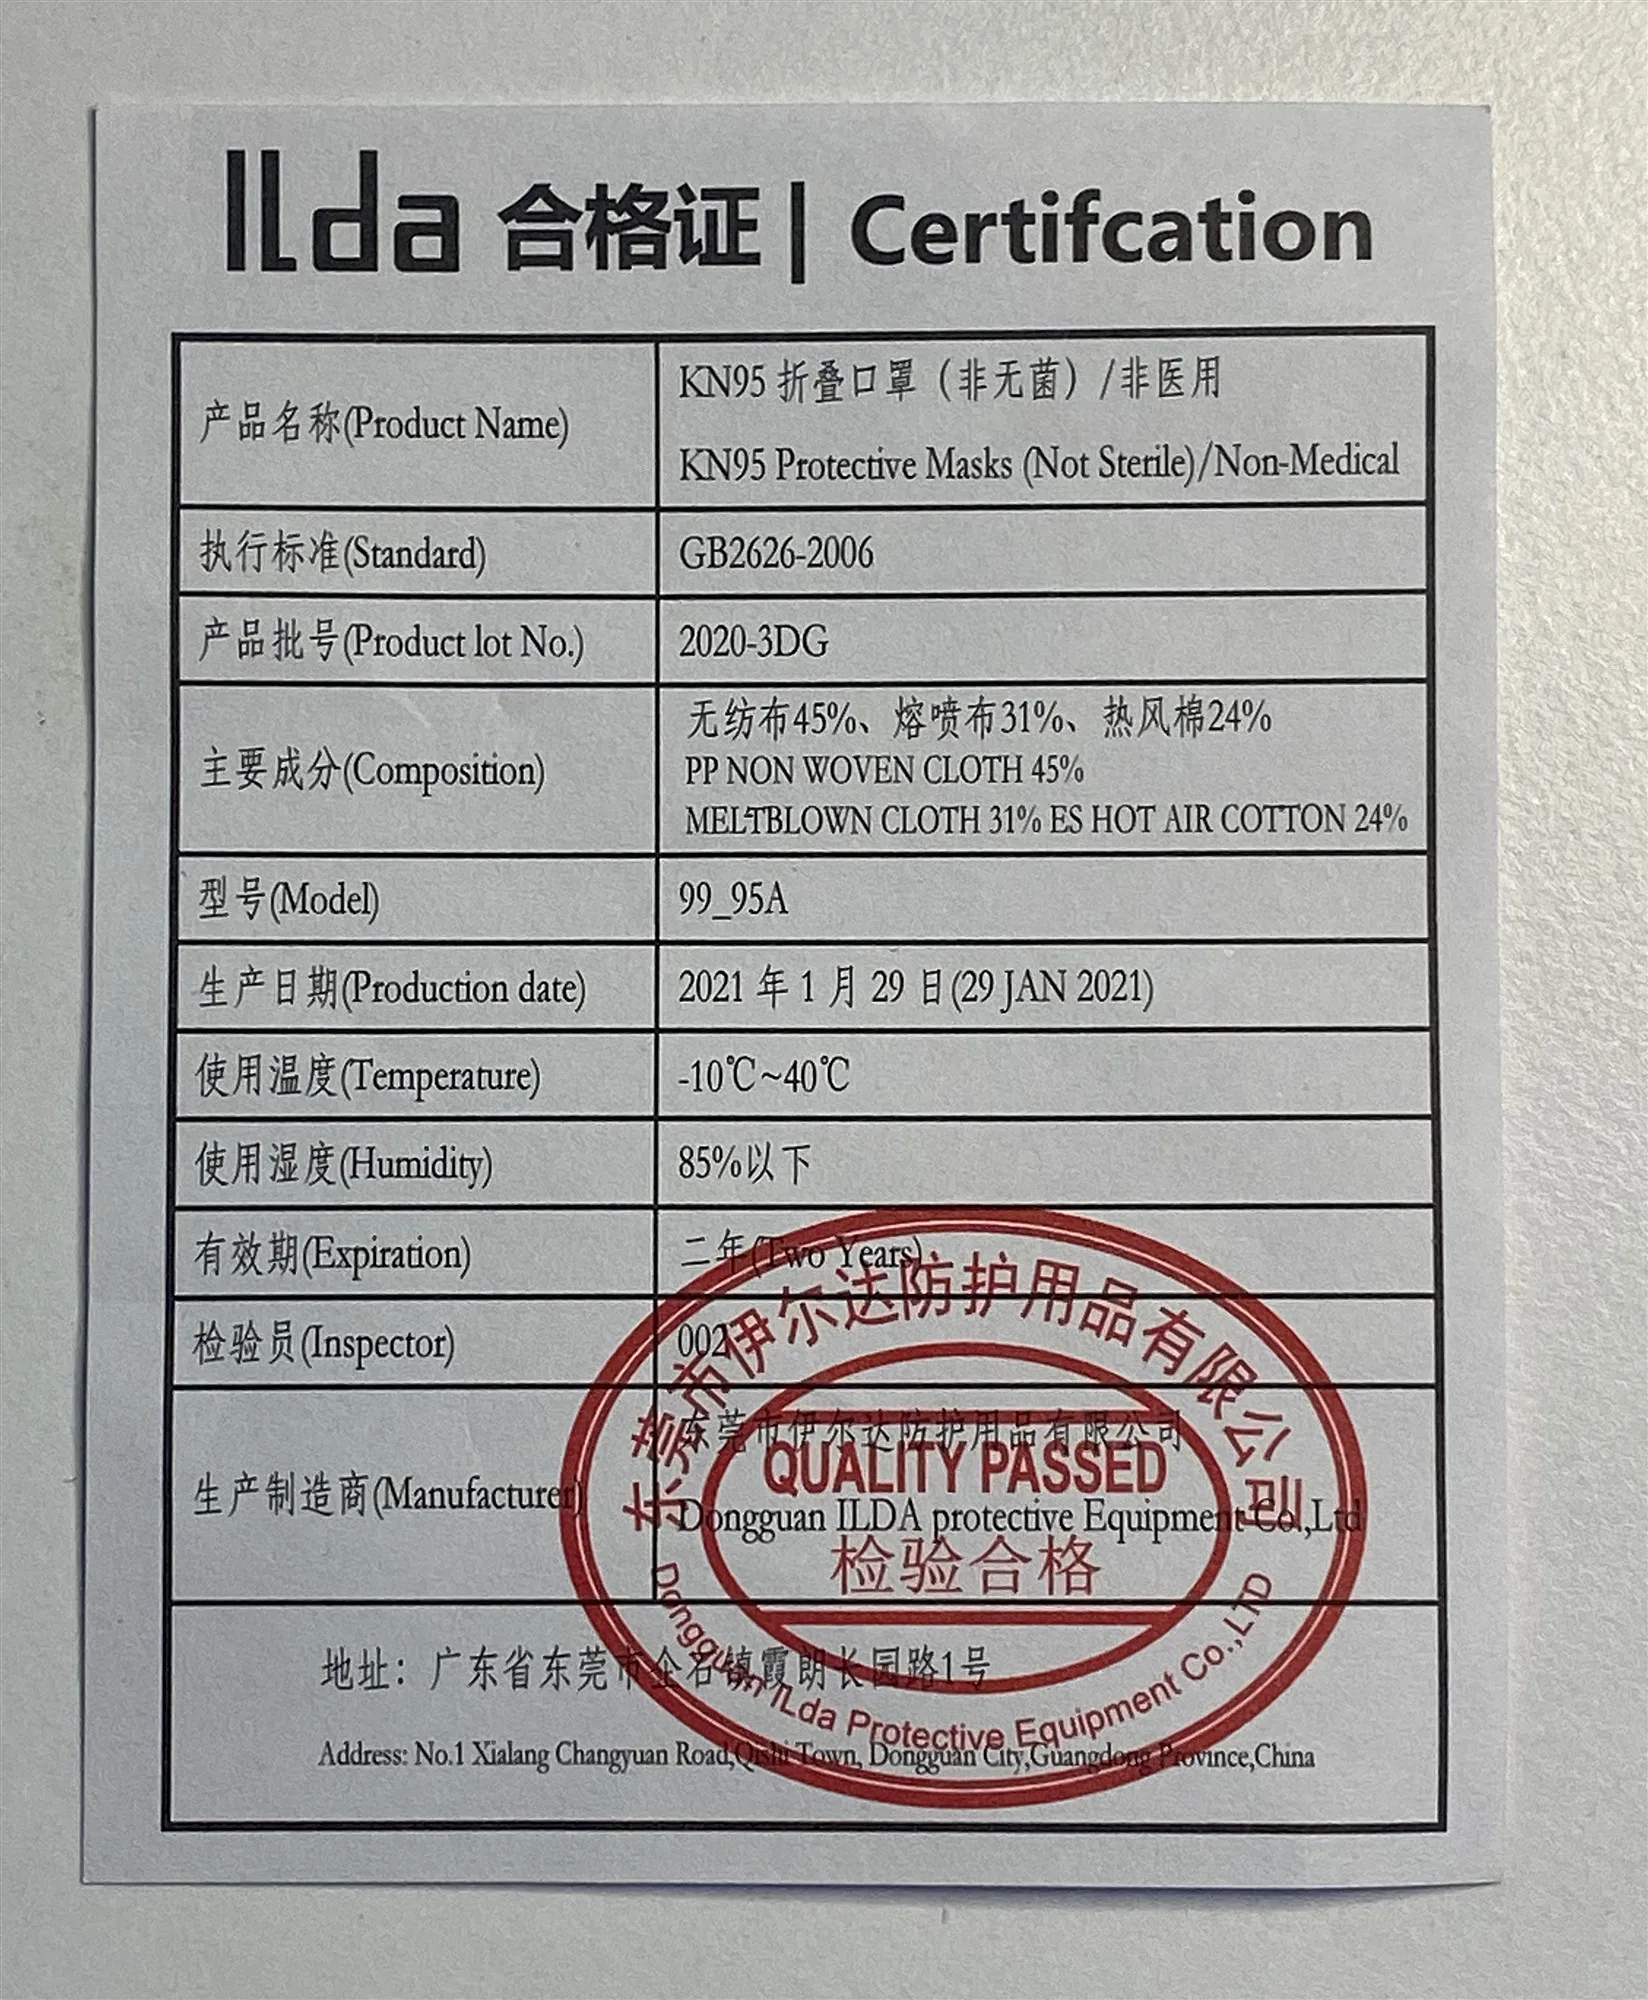 ILda 合格证 | Certifcation
产品名称(Product Name)
KN95 折叠口罩（非无菌）/非医用
KN95 Protective Masks (Not Sterile)/Non-Medical
执行标准(Standard)
GB2626-2006
产品批号(Product lot No.)
2020-3DG
主要成分(Composition)
无纺布45%、熔喷布31%、热风棉24%
PP NON WOVEN CLOTH 45%
MELTBLOWN CLOTH 31% ES HOT AIR COTTON 24%
型号(Model)
99_95A
生产日期(Production date)
2021 年 1 月 29 日(29 JAN 2021)
使用温度(Temperature)
-10℃~40℃
使用湿度(Humidity)
85%以下
有效期(Expiration)
二年(Two Years)
检验员(Inspector)
002
生产制造商(Manufacturer)
东莞市伊尔达防护用品有限公司
Dongguan ILDA protective Equipment Co.,Ltd
地址：广东省东莞市企石镇霞朗长园路1号
Address: No.1 Xialang Changyuan Road,Qishi Town, Dongguan City,Guangdong Province,China
东莞市伊尔达防护用品有限公司
QUALITY PASSED
检验合格
Dongguan ILda Protective Equipment Co.,LTD